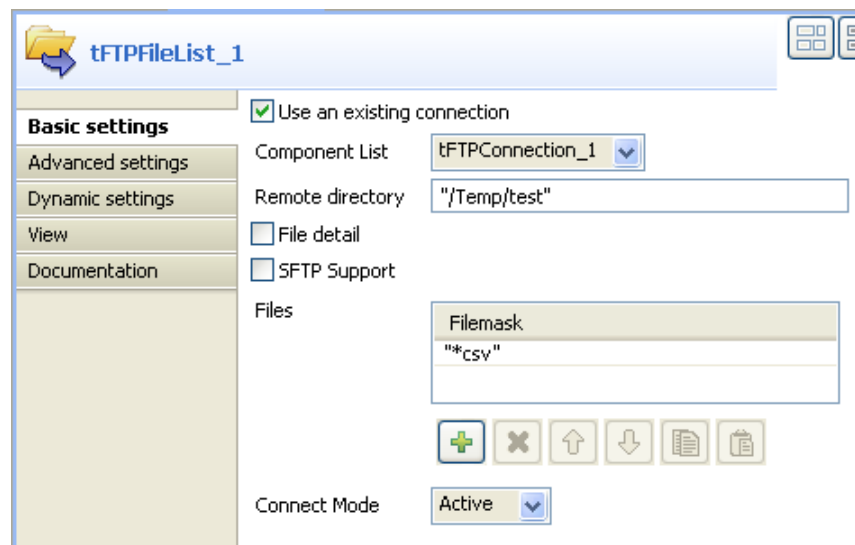 tFTPFileList_1
Basic settings
Advanced settings
Dynamic settings
View
Documentation
Use an existing connection
Component List tFTPConnection_1
Remote directory "/Temp/test"
File detail
SFTP Support
Files
Filemask
"*csv"
Connect Mode Active